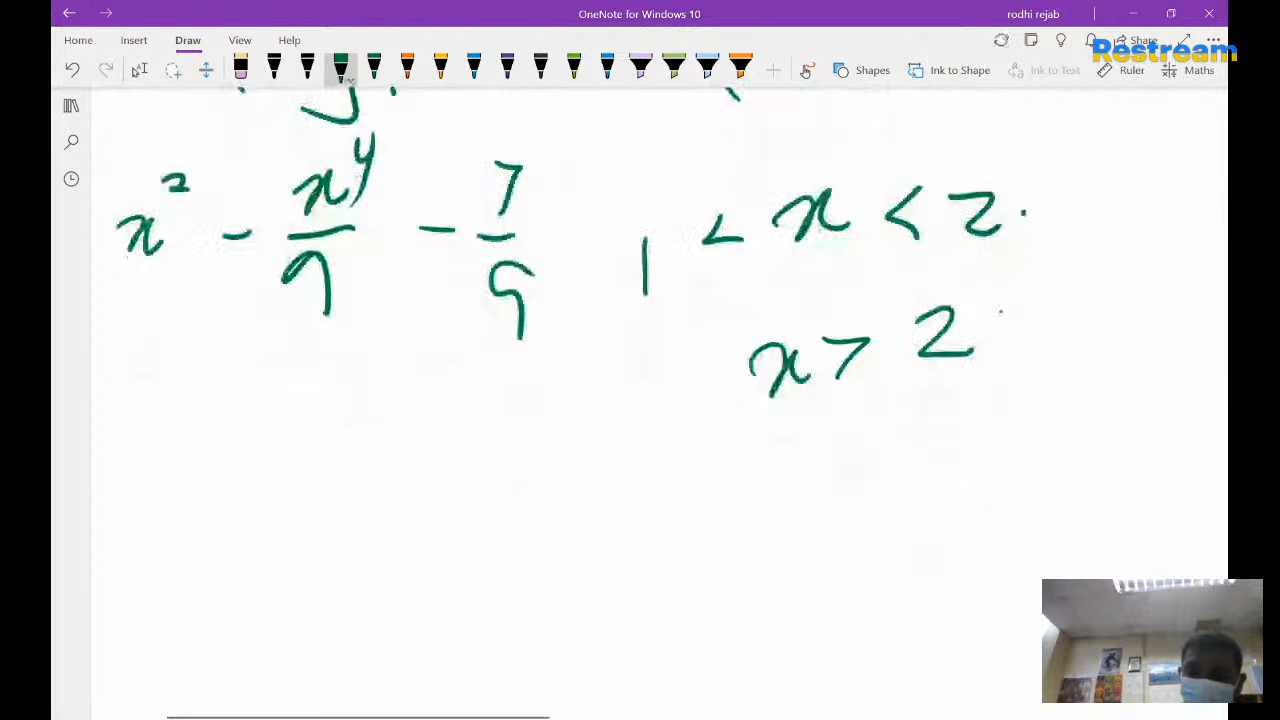 OneNote for Windows 10
rodhi rejab
Home Insert Draw View Help
Share
Restream
Shapes Ink to Shape Ink to Text Ruler Maths
x² - x⁴/9 - 7/9 1 < x < 2.
x > 2